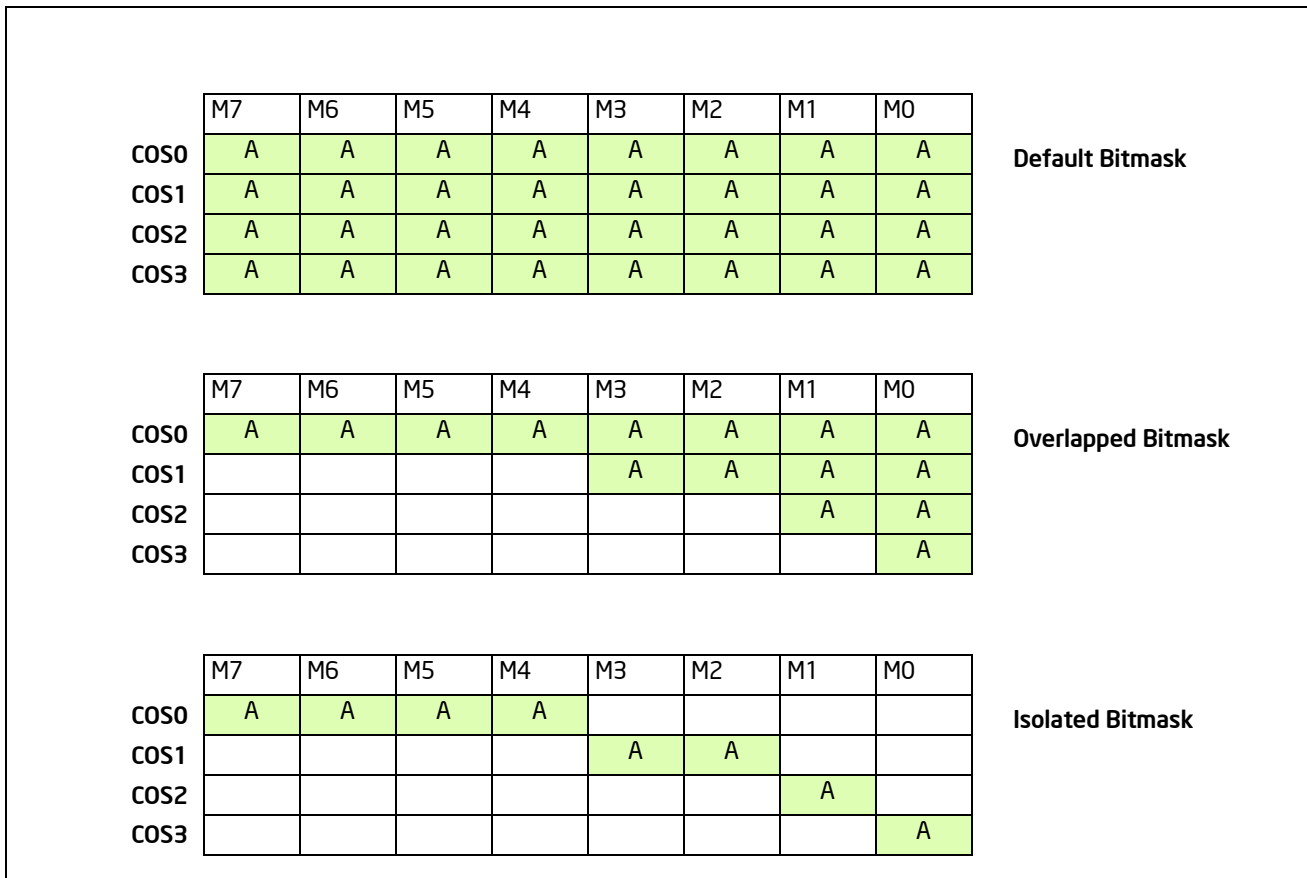 M7 M6 M5 M4 M3 M2 M1 M0
COS0 A A A A A A A A Default Bitmask
COS1 A A A A A A A A
COS2 A A A A A A A A
COS3 A A A A A A A A
M7 M6 M5 M4 M3 M2 M1 M0
COS0 A A A A A A A A Overlapped Bitmask
COS1 A A A A
COS2 A A
COS3 A
M7 M6 M5 M4 M3 M2 M1 M0
COS0 A A A A Isolated Bitmask
COS1 A A
COS2 A
COS3 A